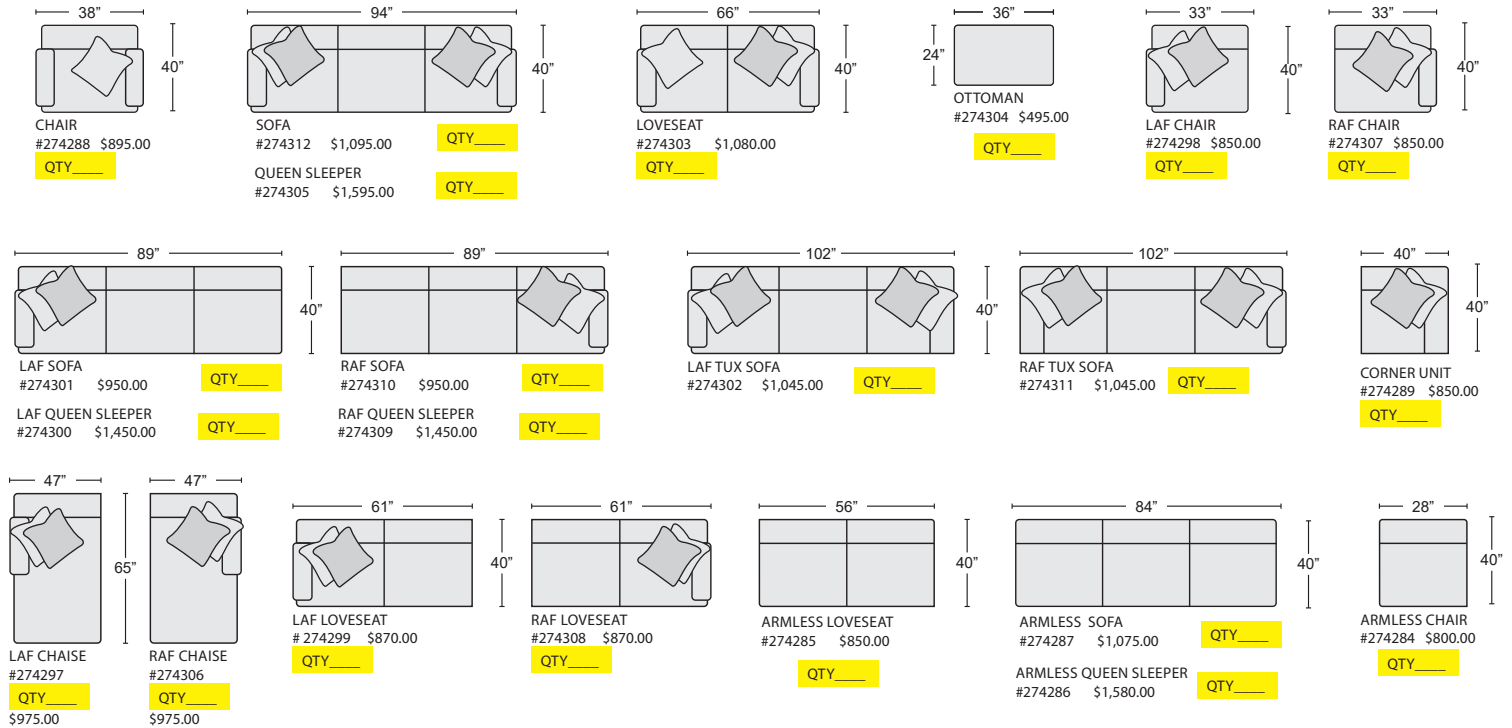 38”
94”
66”
36”
33”
33”
40”
40”
40”
24”
40”
40”
CHAIR
#274288 $895.00
QTY____
SOFA
#274312 $1,095.00
QTY____
QUEEN SLEEPER
#274305 $1,595.00
QTY____
LOVESEAT
#274303 $1,080.00
QTY____
OTTOMAN
#274304 $495.00
QTY____
LAF CHAIR
#274298 $850.00
QTY____
RAF CHAIR
#274307 $850.00
QTY____
89”
89”
102”
102”
40”
40”
40”
40”
LAF SOFA
#274301 $950.00
QTY____
LAF QUEEN SLEEPER
#274300 $1,450.00
QTY____
RAF SOFA
#274310 $950.00
QTY____
RAF QUEEN SLEEPER
#274309 $1,450.00
QTY____
LAF TUX SOFA
#274302 $1,045.00
QTY____
RAF TUX SOFA
#274311 $1,045.00
QTY____
CORNER UNIT
#274289 $850.00
QTY____
47”
47”
61”
61”
56”
84”
28”
65”
40”
40”
40”
40”
LAF CHAISE
#274297
QTY____
$975.00
RAF CHAISE
#274306
QTY____
$975.00
LAF LOVESEAT
# 274299 $870.00
QTY____
RAF LOVESEAT
#274308 $870.00
QTY____
ARMLESS LOVESEAT
#274285 $850.00
QTY____
ARMLESS SOFA
#274287 $1,075.00
QTY____
ARMLESS QUEEN SLEEPER
#274286 $1,580.00
QTY____
ARMLESS CHAIR
#274284 $800.00
QTY____